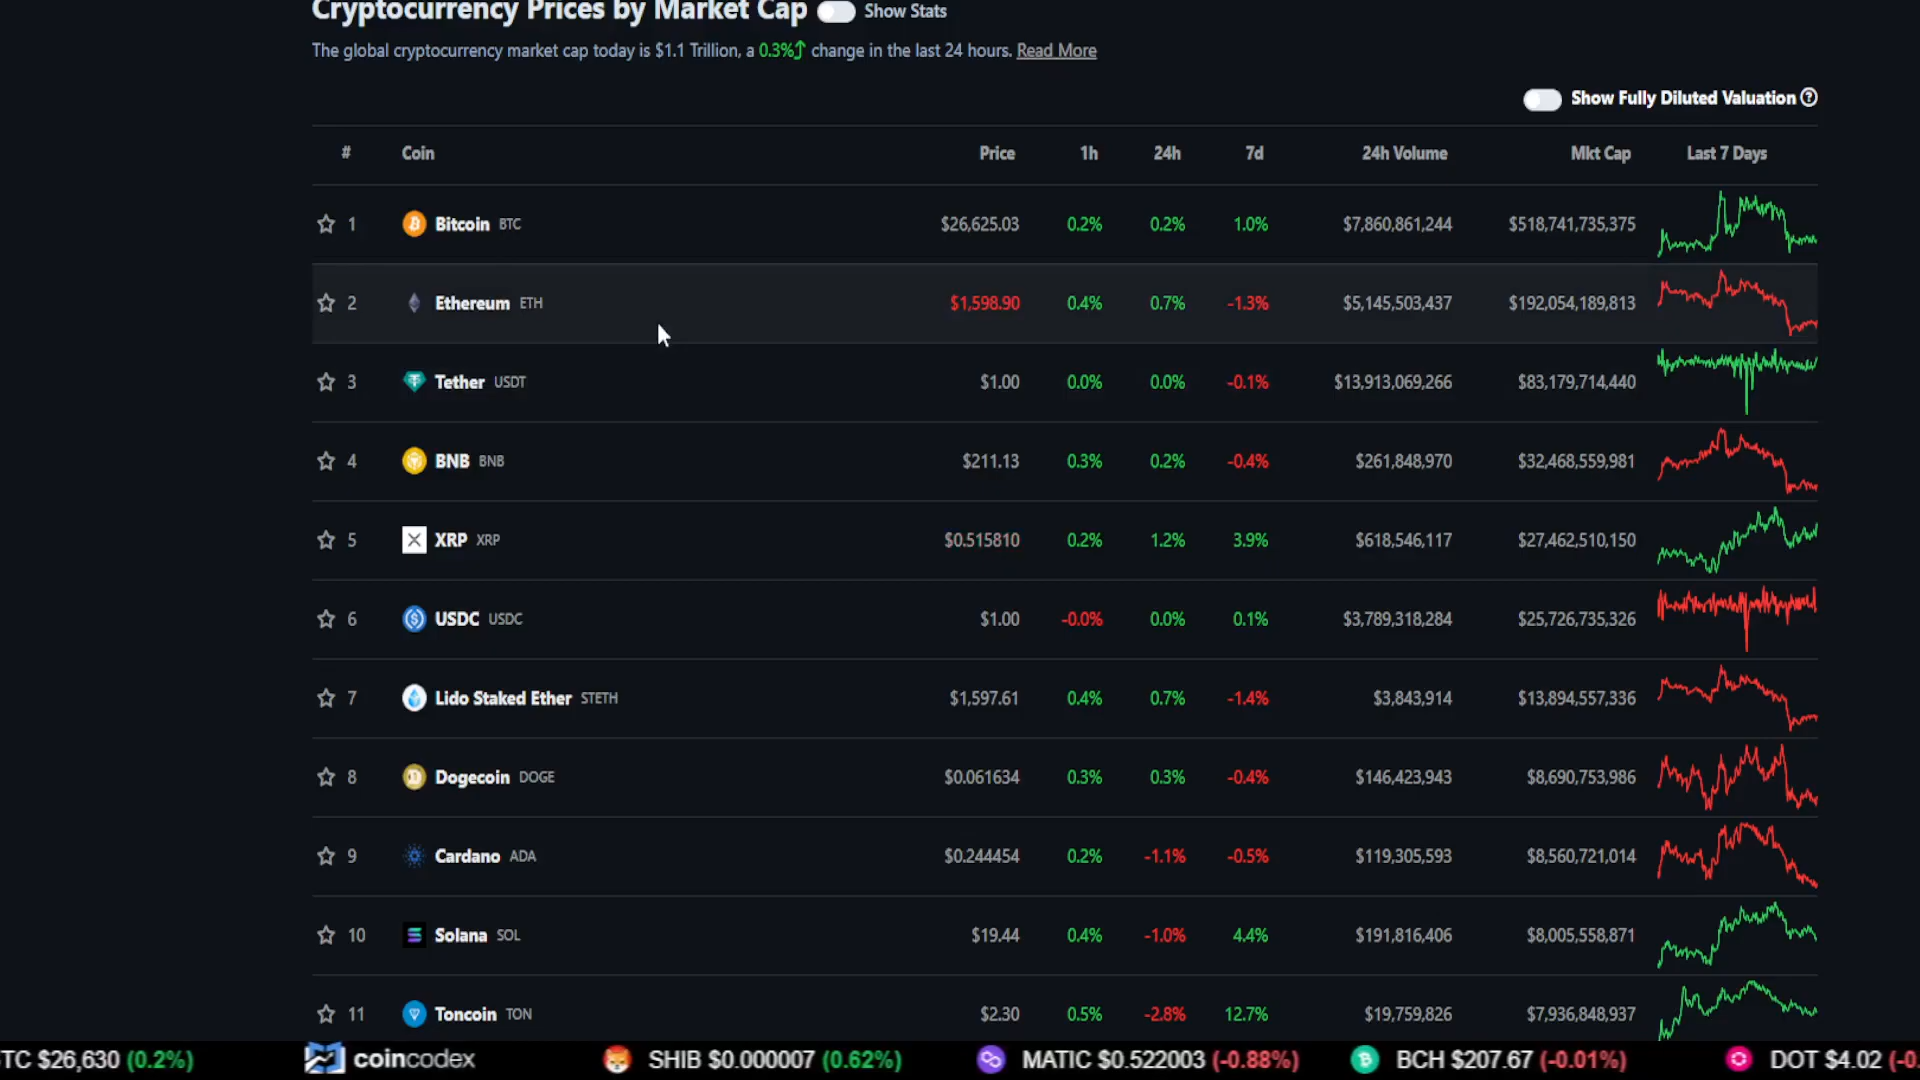 Cryptocurrency Prices by Market Cap Show Stats
The global cryptocurrency market cap today is $1.1 Trillion, a 0.3% change in the last 24 hours. Read More
Show Fully Diluted Valuation
# Coin Price 1h 24h 7d 24h Volume Mkt Cap Last 7 Days
1 Bitcoin BTC $26,625.03 0.2% 0.2% 1.0% $7,860,861,244 $518,741,735,375
2 Ethereum ETH $1,598.90 0.4% 0.7% -1.3% $5,145,503,437 $192,054,189,813
3 Tether USDT $1.00 0.0% 0.0% -0.1% $13,913,069,266 $83,179,714,440
4 BNB BNB $211.13 0.3% 0.2% -0.4% $261,848,970 $32,468,559,981
5 XRP XRP $0.515810 0.2% 1.2% 3.9% $618,546,117 $27,462,510,150
6 USDC USDC $1.00 -0.0% 0.0% 0.1% $3,789,318,284 $25,726,735,326
7 Lido Staked Ether STETH $1,597.61 0.4% 0.7% -1.4% $3,843,914 $13,894,557,336
8 Dogecoin DOGE $0.061634 0.3% 0.3% -0.4% $146,423,943 $8,690,753,986
9 Cardano ADA $0.244454 0.2% -1.1% -0.5% $119,305,593 $8,560,721,014
10 Solana SOL $19.44 0.4% -1.0% 4.4% $191,816,406 $8,005,558,871
11 Toncoin TON $2.30 0.5% -2.8% 12.7% $19,759,826 $7,936,848,937
TC $26,630 (0.2%) coincodex SHIB $0.000007 (0.62%) MATIC $0.522003 (-0.88%) BCH $207.67 (-0.01%) DOT $4.02 (-0.